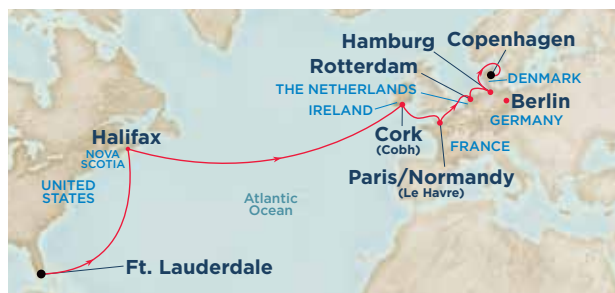 Hamburg
Copenhagen
Rotterdam
DENMARK
THE NETHERLANDS
Berlin
IRELAND
GERMANY
Halifax
Cork
(Cobh)
FRANCE
NOVA
SCOTIA
Paris/Normandy
(Le Havre)
UNITED
STATES
Atlantic
Ocean
Ft. Lauderdale